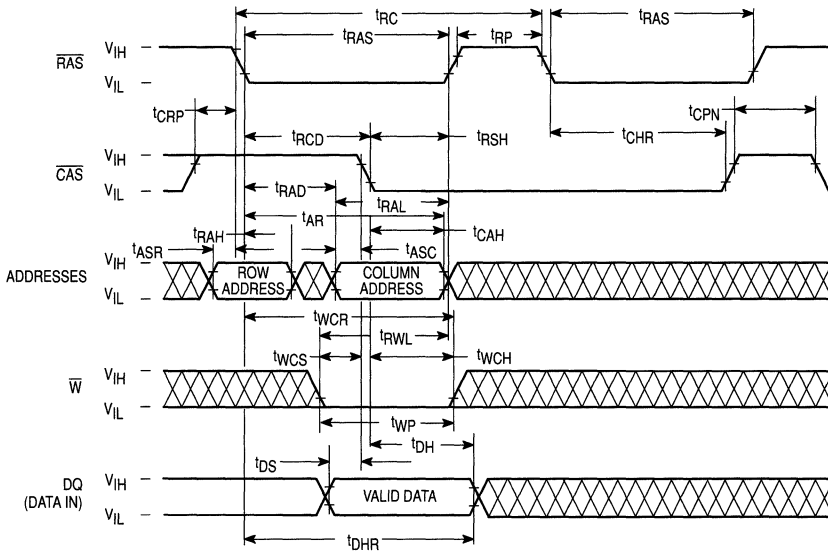 tRC
tRAS tRP tRAS
RAS VIH
VIL
tCRP tRCD tRSH tCHR tCPN
CAS VIH
VIL
tRAD tRAL
tAR
tRAH tCAH
tASR tASC
ADDRESSES VIH
VIL
ROW ADDRESS
COLUMN ADDRESS
tWCR
tRWL
tWCS tWCH
W VIH
VIL
tWP
tDH
tDS
DQ (DATA IN) VIH
VIL
VALID DATA
tDHR